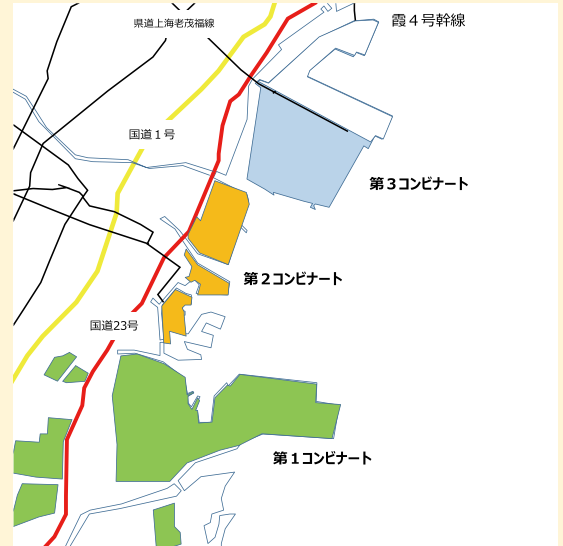 県道上海老茂福線
霞４号幹線
国道１号
第３コンビナート
第２コンビナート
国道23号
第１コンビナート